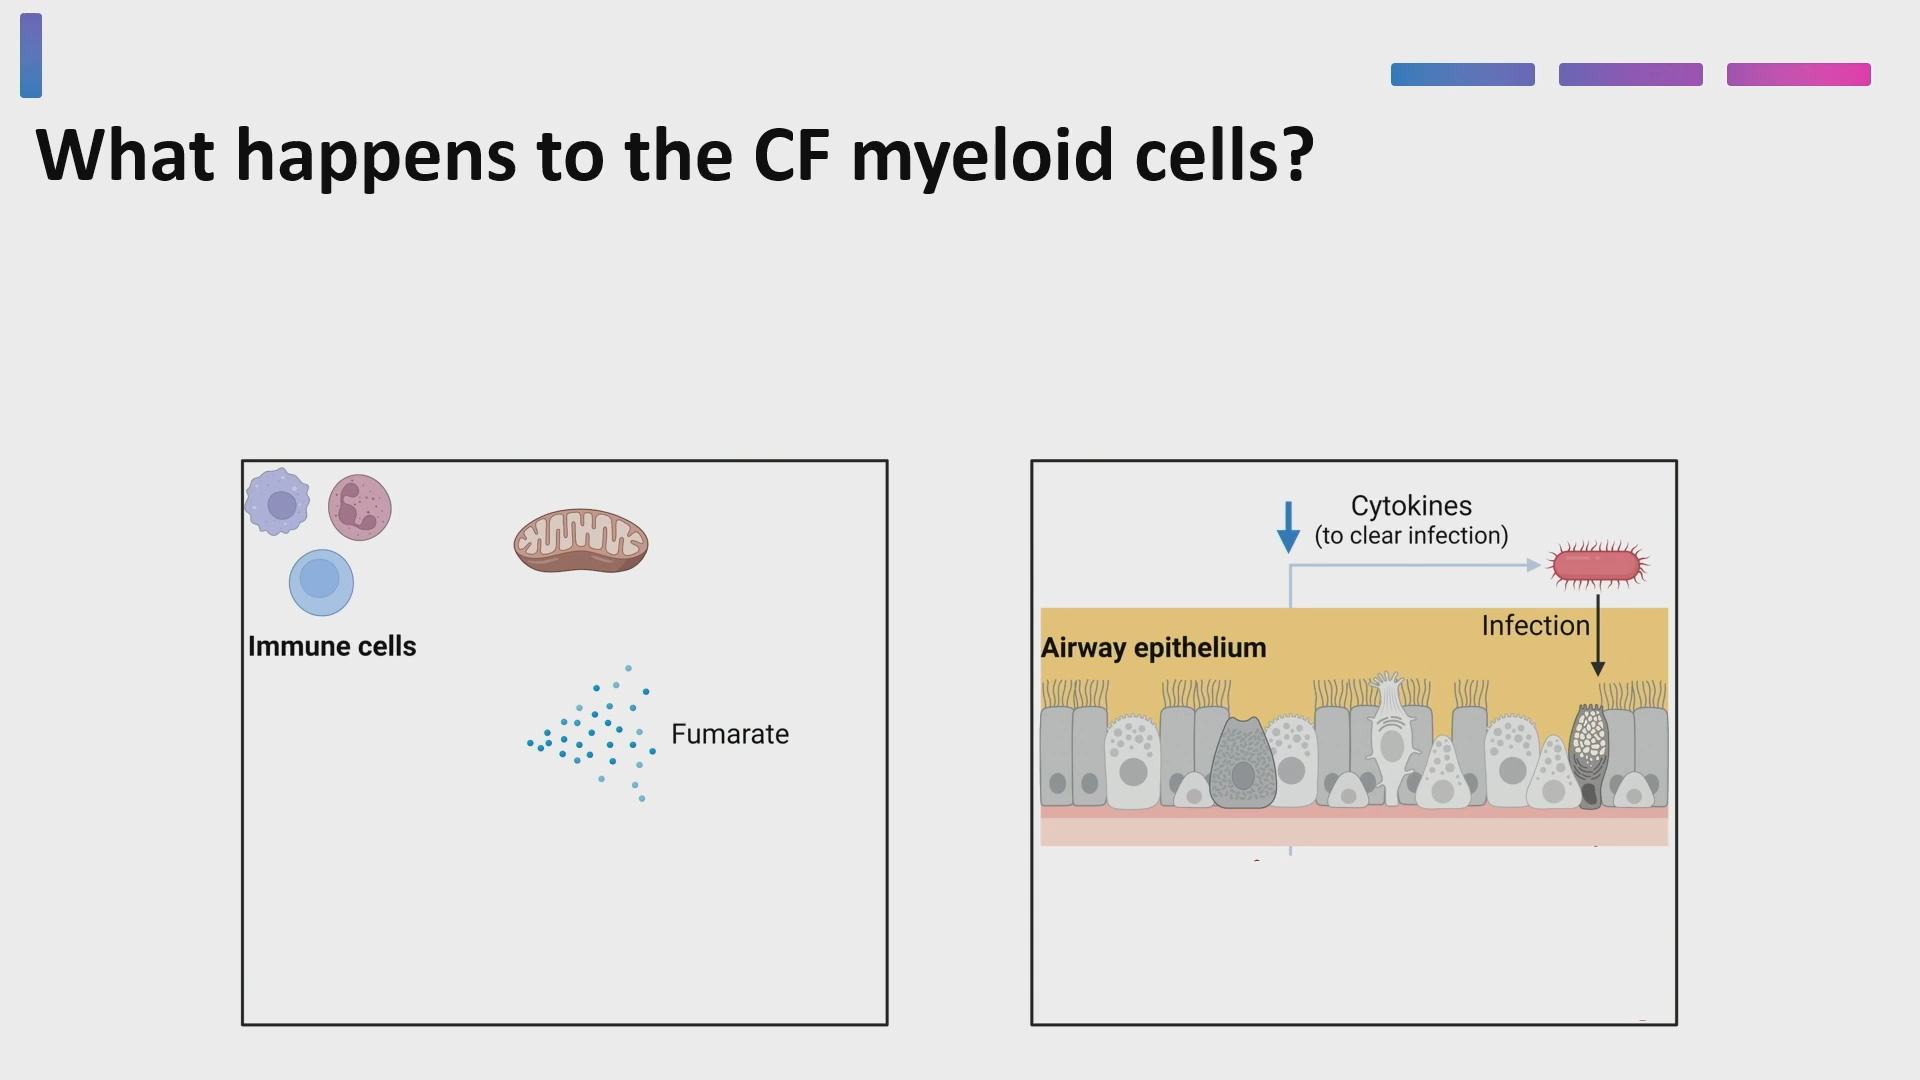 What happens to the CF myeloid cells?
Immune cells
Fumarate
Cytokines
(to clear infection)
Infection
Airway epithelium